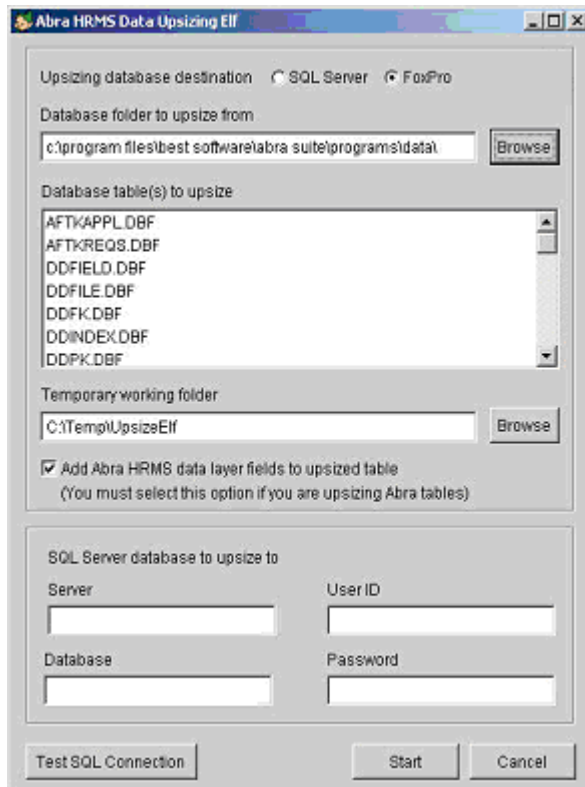 Abra HRMS Data Upsizing Elf
Upsizing database destination SQL Server FoxPro
Database folder to upsize from
c:\program files\best software\abra suite\programs\data\ Browse
Database table(s) to upsize
AFTKAPPL.DBF
AFTKREQS.DBF
DDFIELD.DBF
DDFILE.DBF
DDFK.DBF
DDINDEX.DBF
DDPK.DBF
Temporary working folder
C:\Temp\UpsizeElf Browse
Add Abra HRMS data layer fields to upsized table
(You must select this option if you are upsizing Abra tables)
SQL Server database to upsize to
Server User ID
Database Password
Test SQL Connection Start Cancel